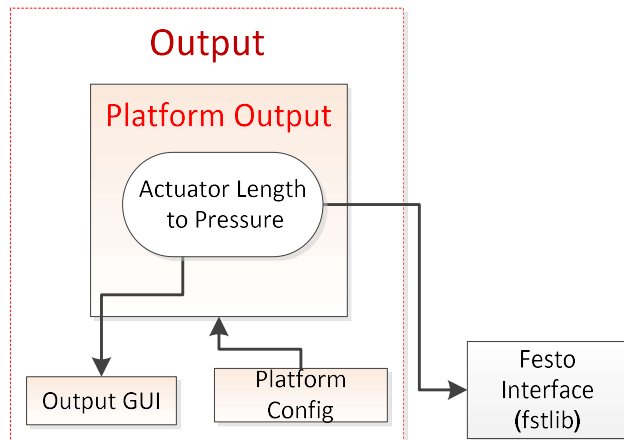 Output
Platform Output
Actuator Length
to Pressure
Output GUI
Platform
Config
Festo
Interface
(fstlib)